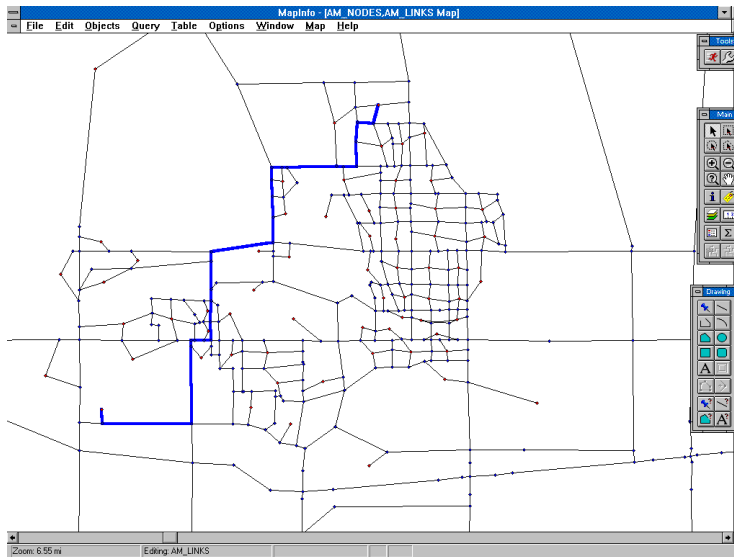 MapInfo - [AM_NODES,AM_LINKS Map]
File Edit Objects Query Table Options Window Map Help
Tools
Main
Drawing
A
A?
Zoom: 6.55 mi Editing: AM_LINKS